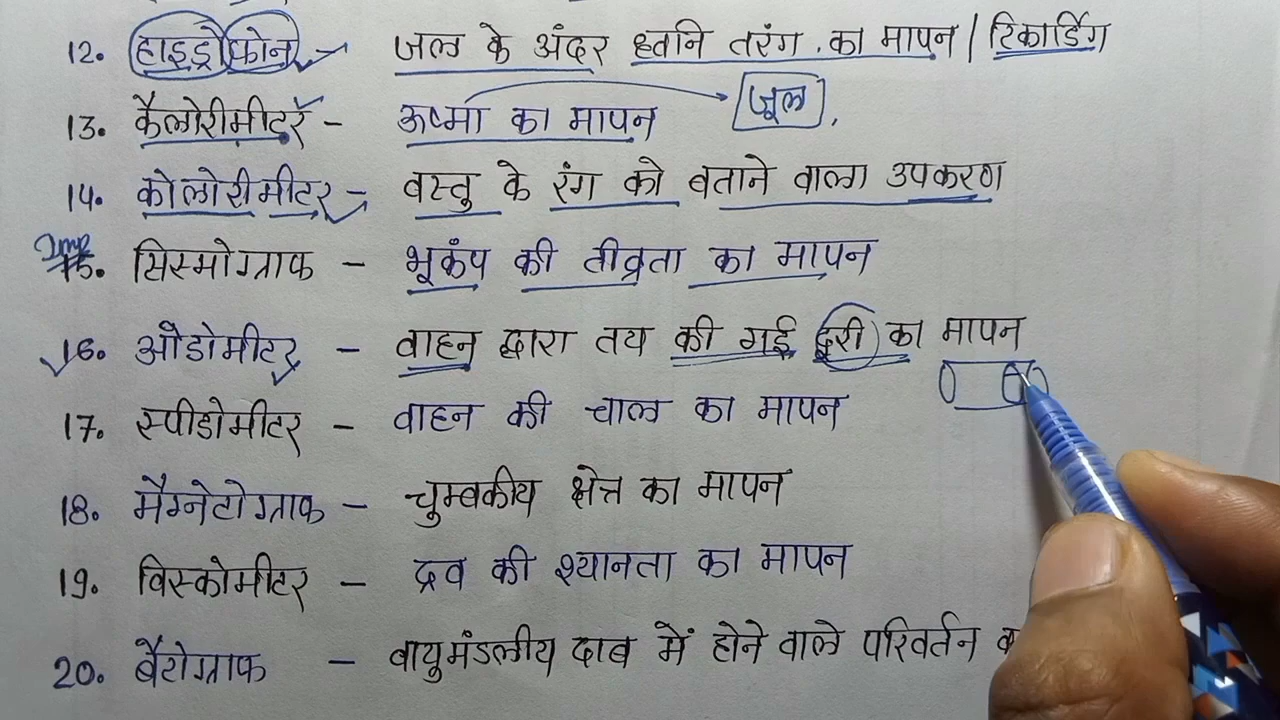 12. हाइड्रोफोन - जल के अंदर ध्वनि तरंग का मापन / रिकार्डिंग
13. कैलोरीमीटर - ऊष्मा का मापन जूल
14. कोलोरीमीटर - वस्तु के रंग को बताने वाला उपकरण
Imp 15. सिस्मोग्राफ - भूकंप की तीव्रता का मापन
16. ओडोमीटर - वाहन द्वारा तय की गई दूरी का मापन
17. स्पीडोमीटर - वाहन की चाल का मापन
18. मैग्नेटोग्राफ - चुम्बकीय क्षेत्र का मापन
19. विस्कोमीटर - द्रव की श्यानता का मापन
20. बैरोग्राफ - वायुमंडलीय दाब में होने वाले परिवर्तन